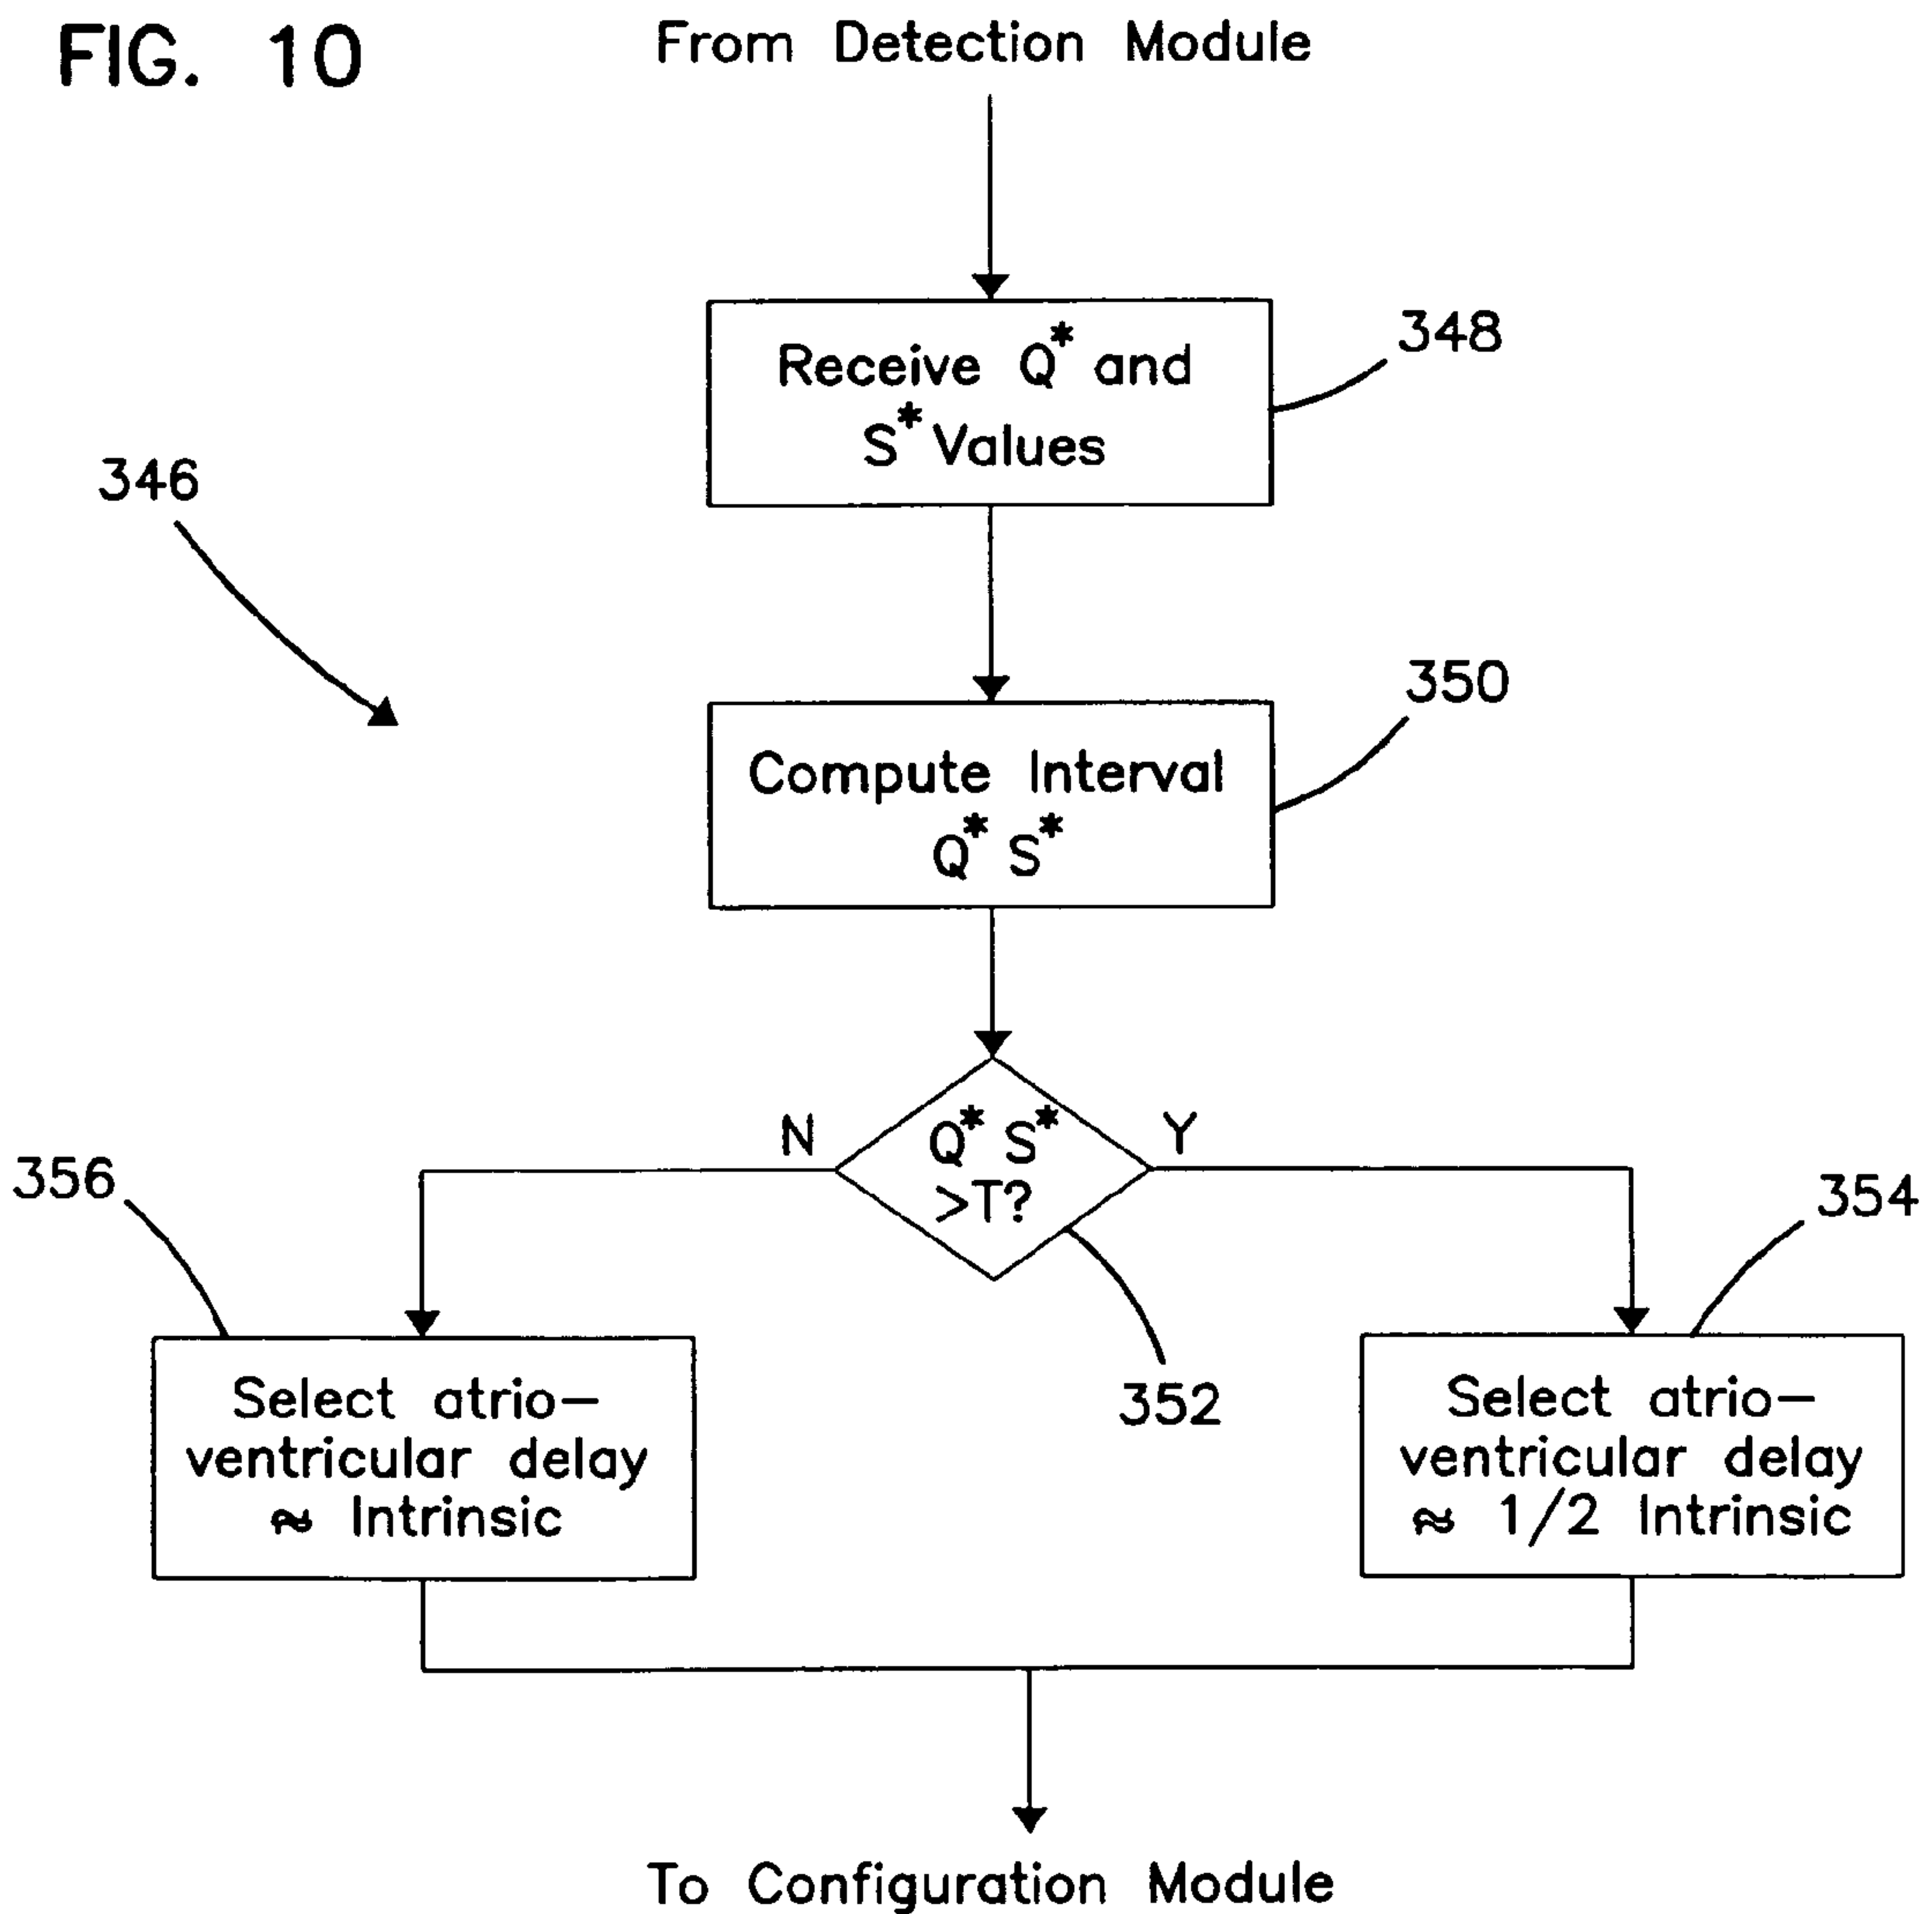 FIG. 10
From Detection Module
348
Receive Q* and
S* Values
346
350
Compute Interval
Q* S*
N
Y
Q* S*
>T?
356
354
352
Select atrio-
ventricular delay
≈ Intrinsic
Select atrio-
ventricular delay
≈ 1/2 Intrinsic
To Configuration Module